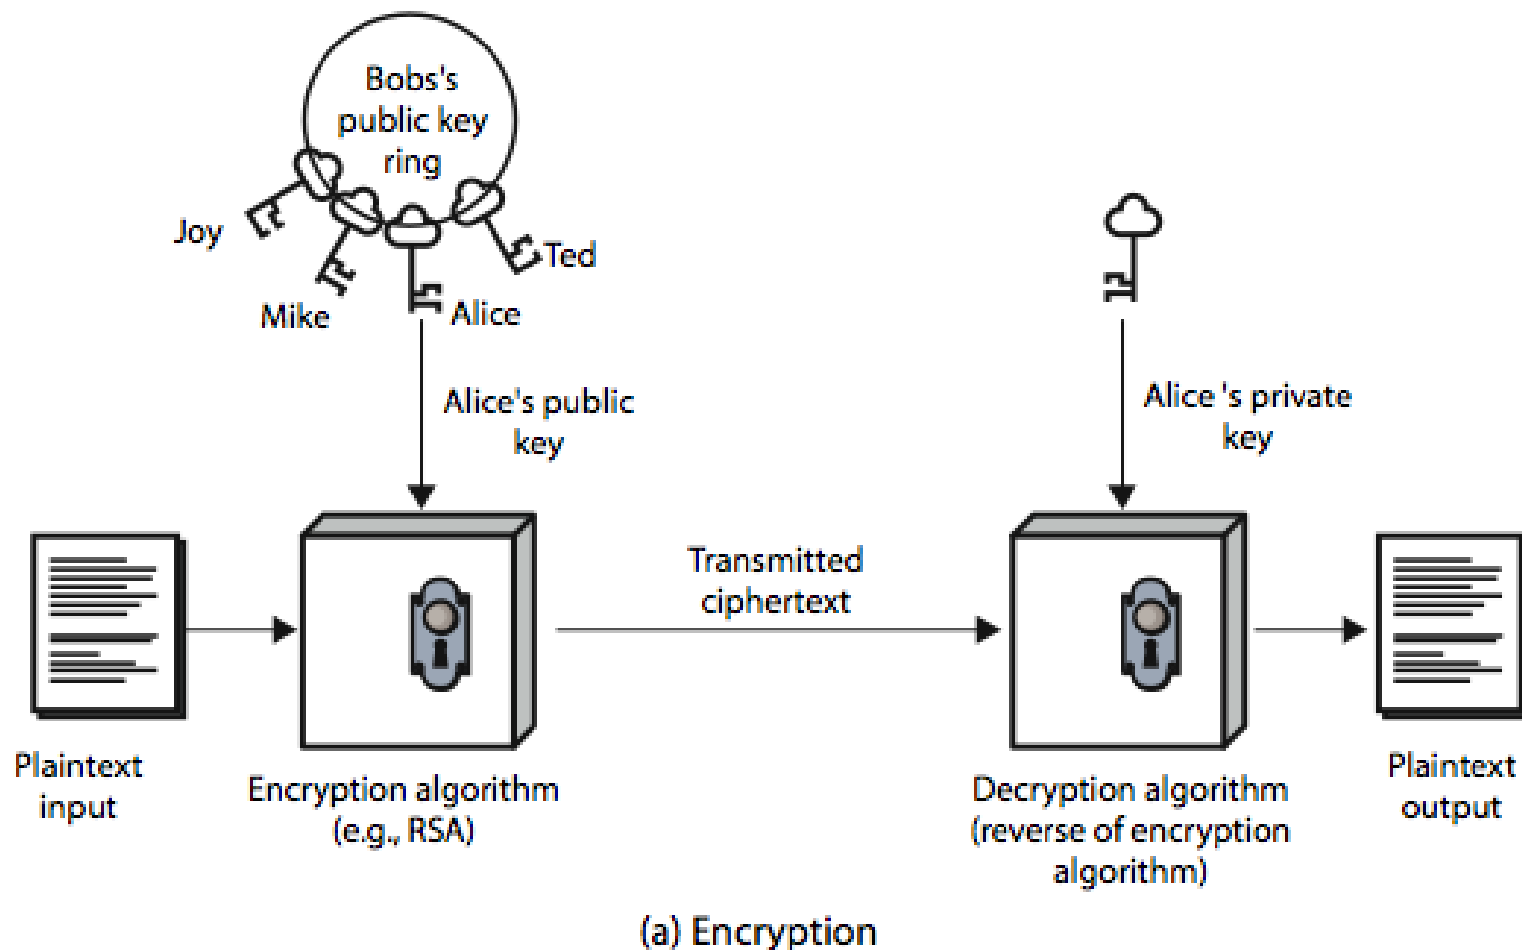 Bobs's
public key
ring
Joy
Ted
Mike
Alice
Alice's public
key
Alice 's private
key
Transmitted
ciphertext
Plaintext
input
Encryption algorithm
(e.g., RSA)
Decryption algorithm
(reverse of encryption
algorithm)
Plaintext
output
(a) Encryption